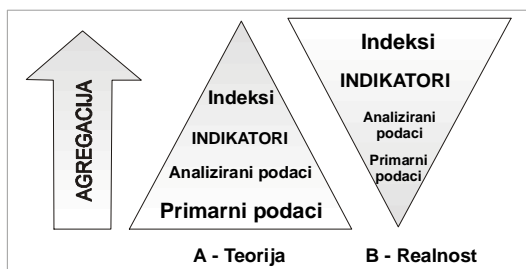 AGREGACIJA
Indeksi
INDIKATORI
Analizirani podaci
Primarni podaci
A - Teorija
Indeksi
INDIKATORI
Analizirani
podaci
Primarni
podaci
B - Realnost